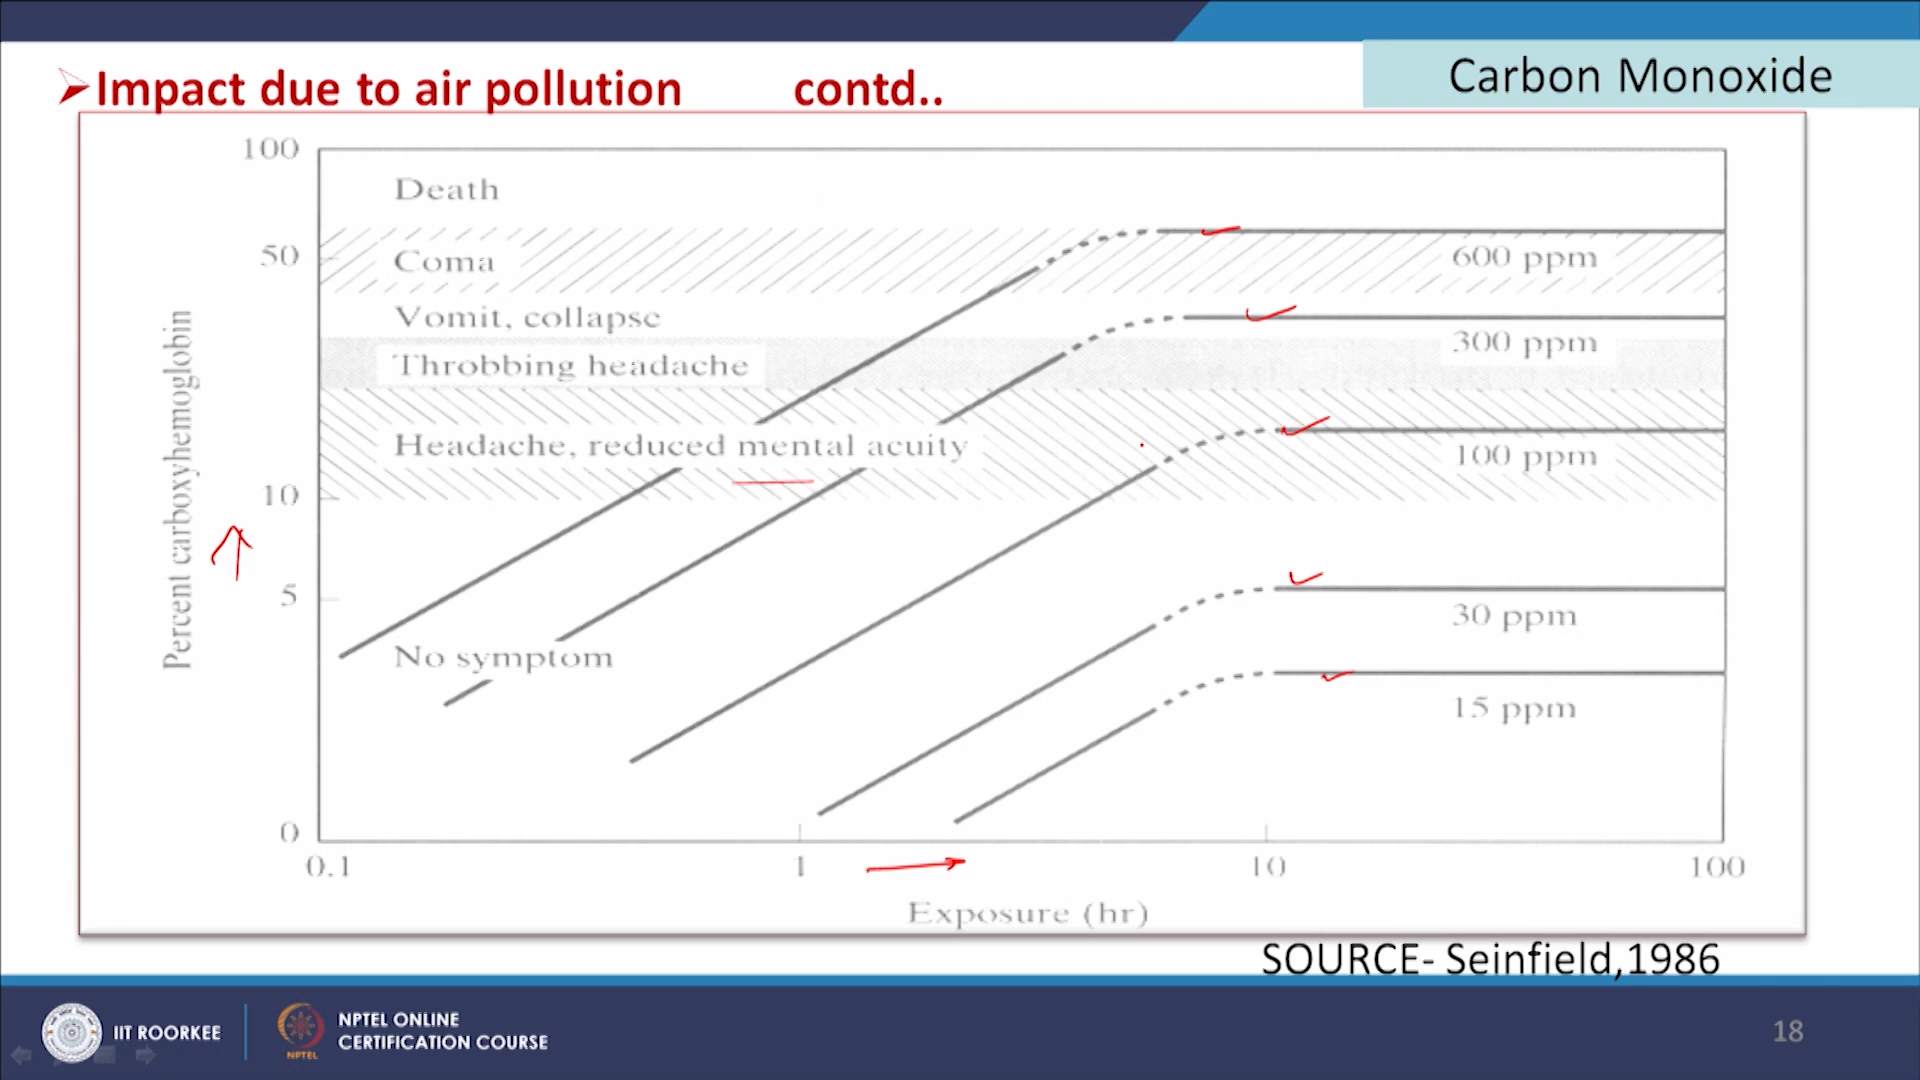 Impact due to air pollution contd..
Carbon Monoxide
100
Death
50
Coma
600 ppm
Vomit, collapse
300 ppm
Throbbing headache
Headache, reduced mental acuity
100 ppm
10
5
30 ppm
No symptom
15 ppm
0
Percent carboxyhemoglobin
0.1 1 10 100
Exposure (hr)
SOURCE- Seinfield,1986
IIT ROORKEE
NPTEL
NPTEL ONLINE
CERTIFICATION COURSE
18